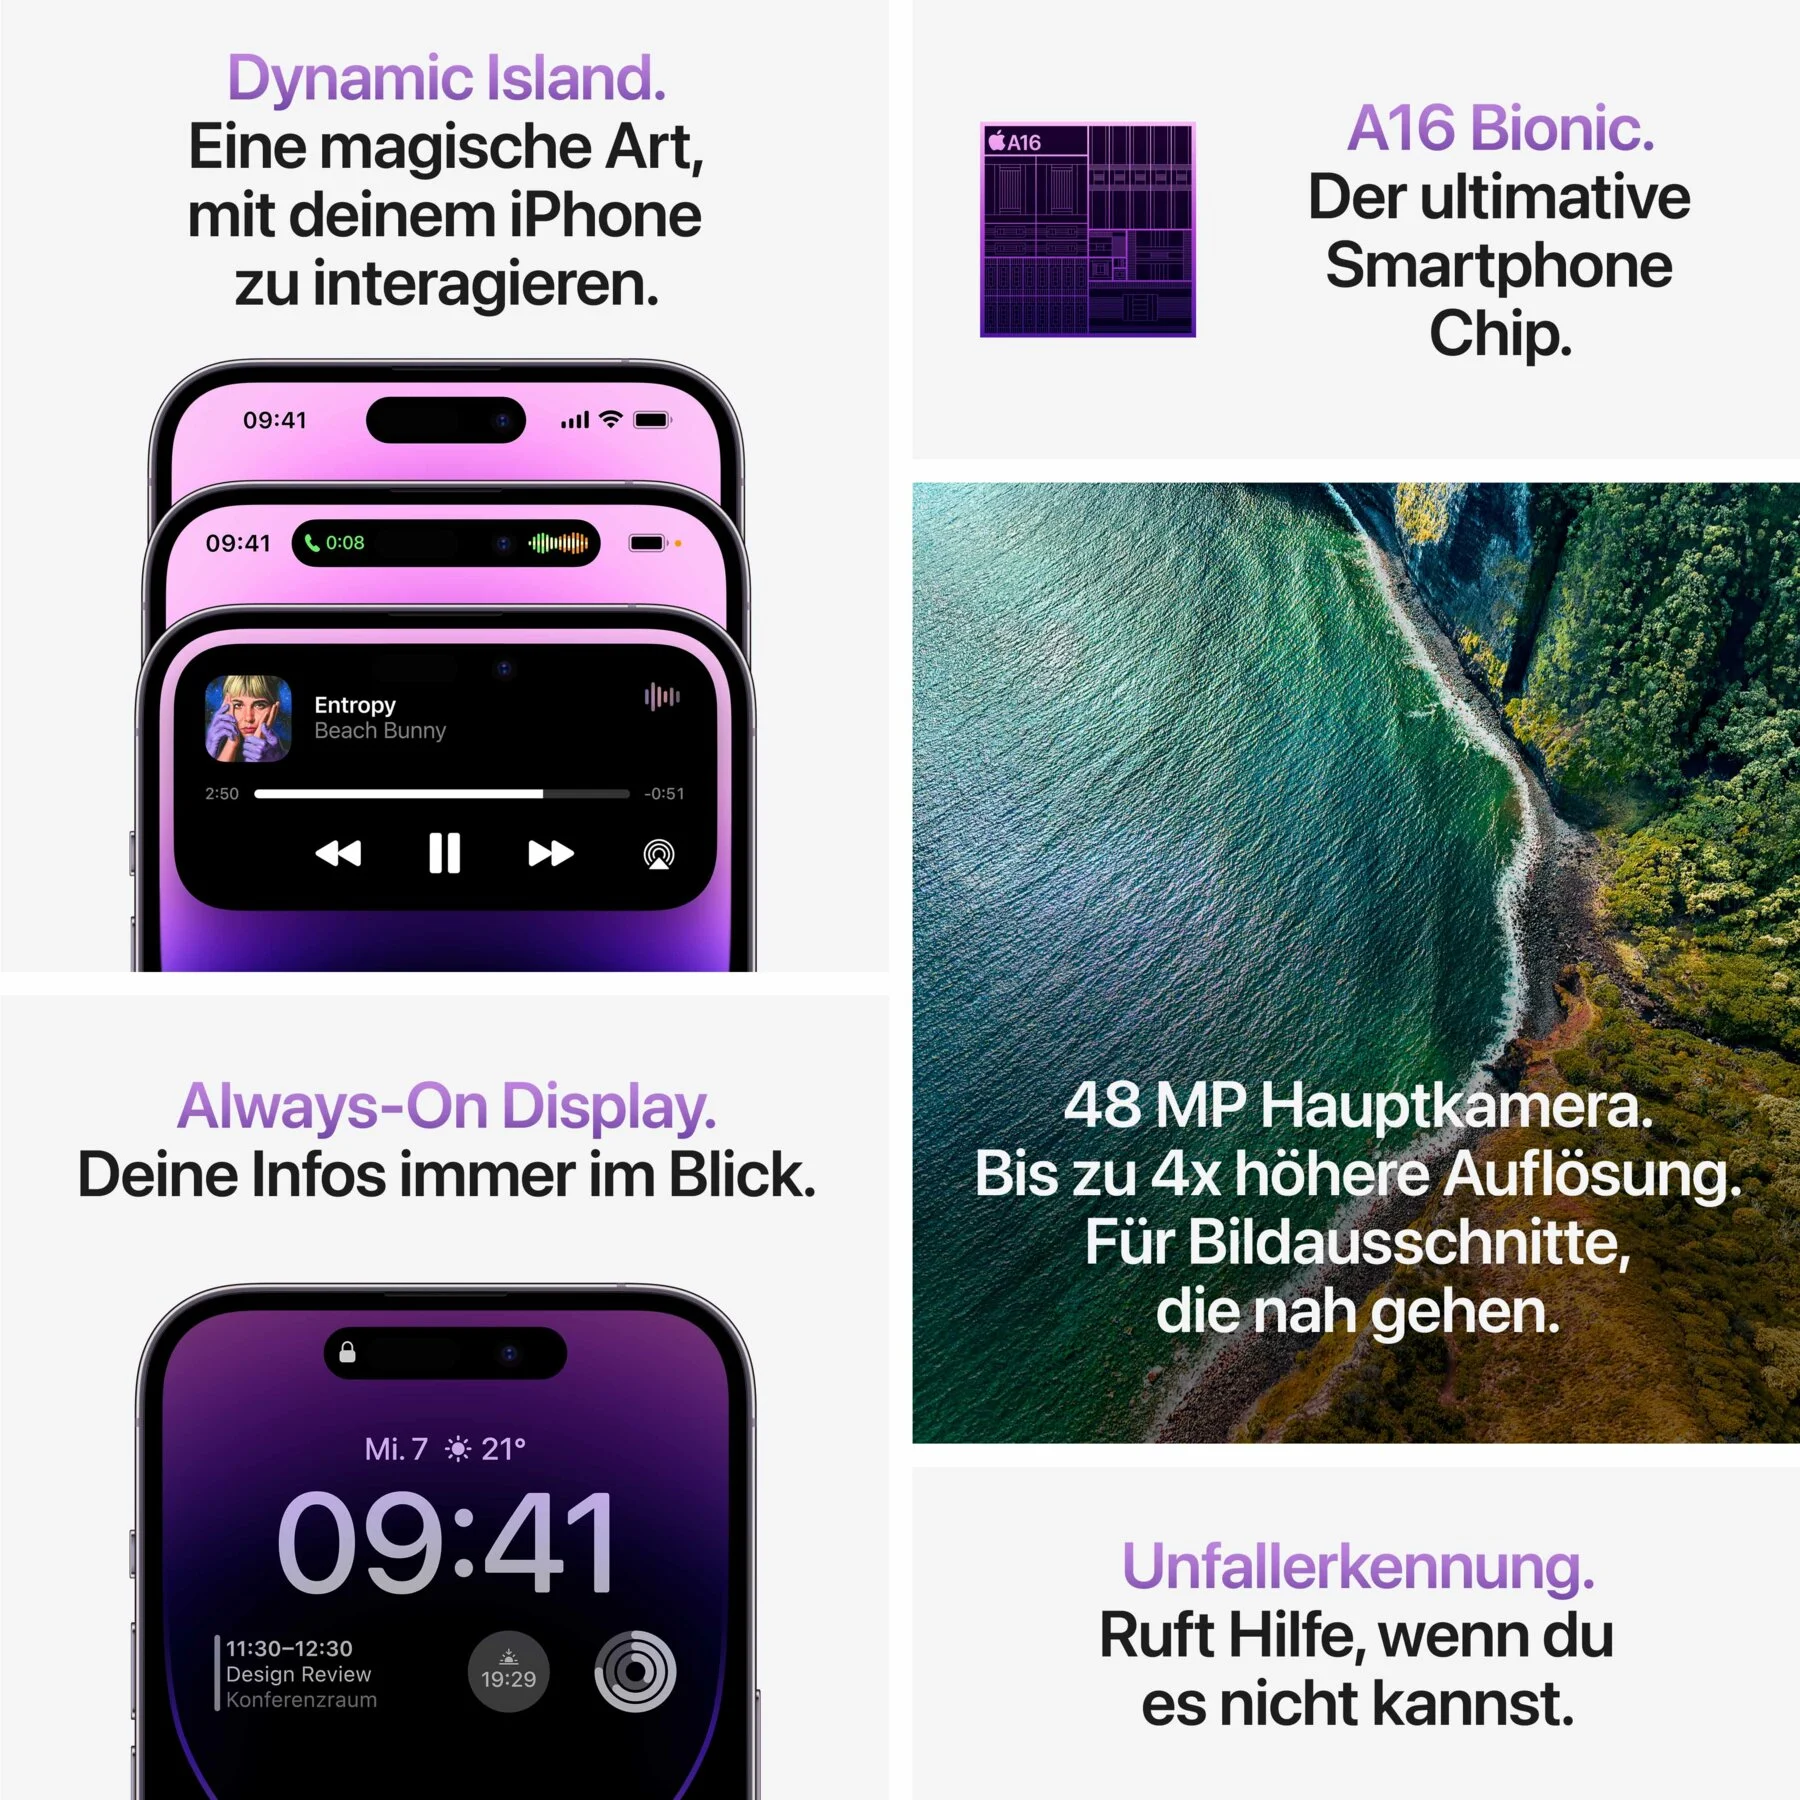 Dynamic Island.
Eine magische Art,
mit deinem iPhone
zu interagieren.
09:41
09:41 0:08
Entropy
Beach Bunny
2:50 -0:51
Always-On Display.
Deine Infos immer im Blick.
Mi. 7 21°
09:41
11:30–12:30
Design Review
Konferenzraum
19:29
A16
A16 Bionic.
Der ultimative
Smartphone
Chip.
48 MP Hauptkamera.
Bis zu 4x höhere Auflösung.
Für Bildausschnitte,
die nah gehen.
Unfallerkennung.
Ruft Hilfe, wenn du
es nicht kannst.